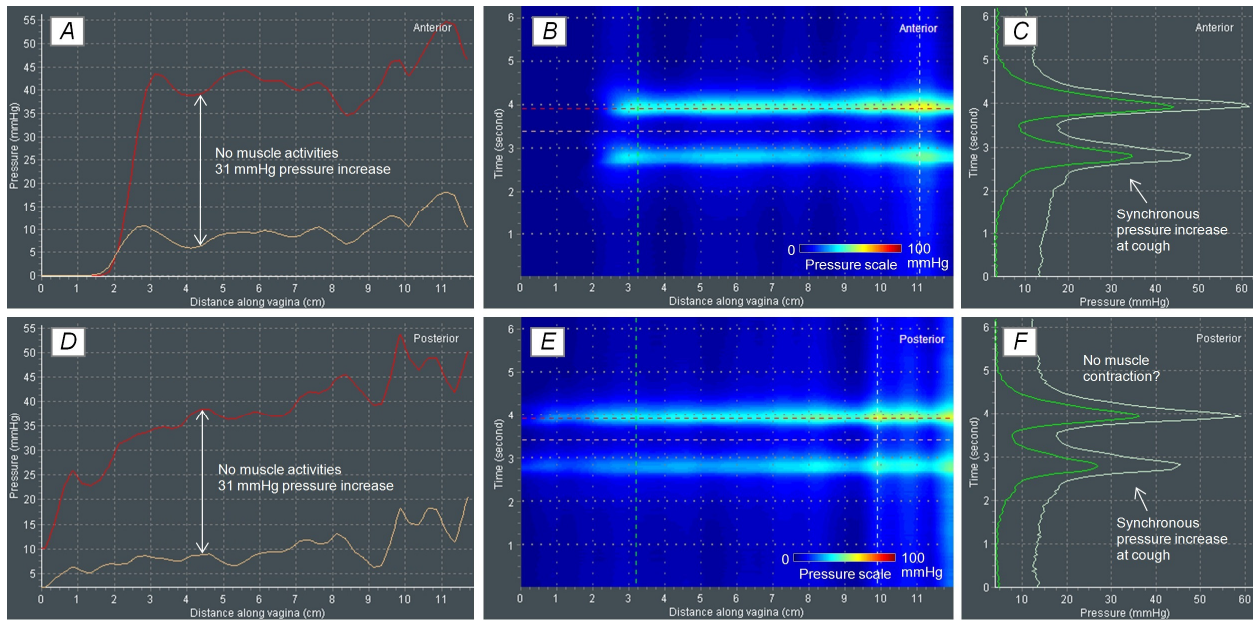 A
Anterior
55
50
45
40
35
30
25
20
15
10
5
0
Pressure (mmHg)
No muscle activities
31 mmHg pressure increase
0 1 2 3 4 5 6 7 8 9 10 11
Distance along vagina (cm)
B
Anterior
6
5
4
3
2
1
Time (second)
0 100
Pressure scale mmHg
0 1 2 3 4 5 6 7 8 9 10 11
Distance along vagina (cm)
C
Anterior
6
5
4
3
2
1
0
Time (second)
Synchronous
pressure increase
at cough
10 20 30 40 50 60
Pressure (mmHg)
D
Posterior
55
50
45
40
35
30
25
20
15
10
5
Pressure (mmHg)
No muscle activities
31 mmHg pressure increase
0 1 2 3 4 5 6 7 8 9 10 11
Distance along vagina (cm)
E
Posterior
6
5
4
3
2
1
Time (second)
0 100
Pressure scale mmHg
0 1 2 3 4 5 6 7 8 9 10 11
Distance along vagina (cm)
F
Posterior
No muscle
contraction?
6
5
4
3
2
1
0
Time (second)
Synchronous
pressure increase
at cough
10 20 30 40 50 60
Pressure (mmHg)